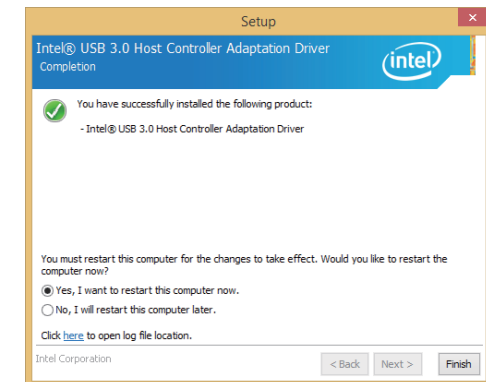 Setup
Intel® USB 3.0 Host Controller Adaptation Driver
Completion
intel
You have successfully installed the following product:
- Intel® USB 3.0 Host Controller Adaptation Driver
You must restart this computer for the changes to take effect. Would you like to restart the
computer now?
Yes, I want to restart this computer now.
No, I will restart this computer later.
Click here to open log file location.
Intel Corporation
< Back
Next >
Finish